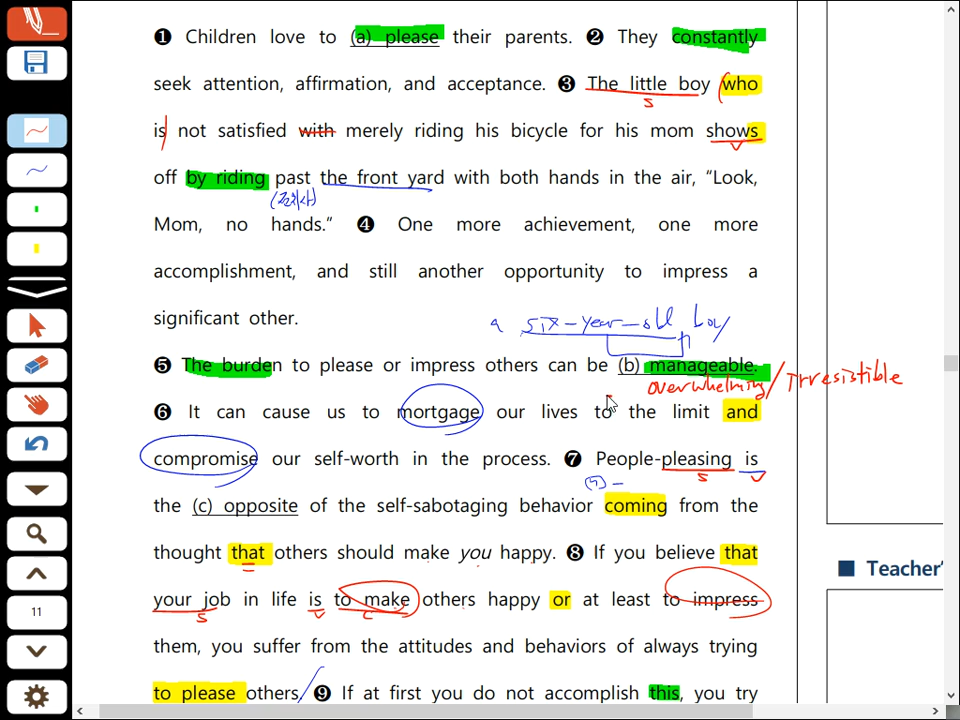 ❶ Children love to (a) please their parents. ❷ They constantly
seek attention, affirmation, and acceptance. ❸ The little boy who
is not satisfied with merely riding his bicycle for his mom shows
off by riding past the front yard with both hands in the air, “Look,
(전치사)
Mom, no hands.” ❹ One more achievement, one more
accomplishment, and still another opportunity to impress a
significant other.
a six-year-old boy
❺ The burden to please or impress others can be (b) manageable.
overwhelming/irresistible
❻ It can cause us to mortgage our lives to the limit and
compromise our self-worth in the process. ❼ People-pleasing is
the (c) opposite of the self-sabotaging behavior coming from the
thought that others should make you happy. ❽ If you believe that
your job in life is to make others happy or at least to impress
them, you suffer from the attitudes and behaviors of always trying
to please others. ❾ If at first you do not accomplish this, you try
11
Teacher'